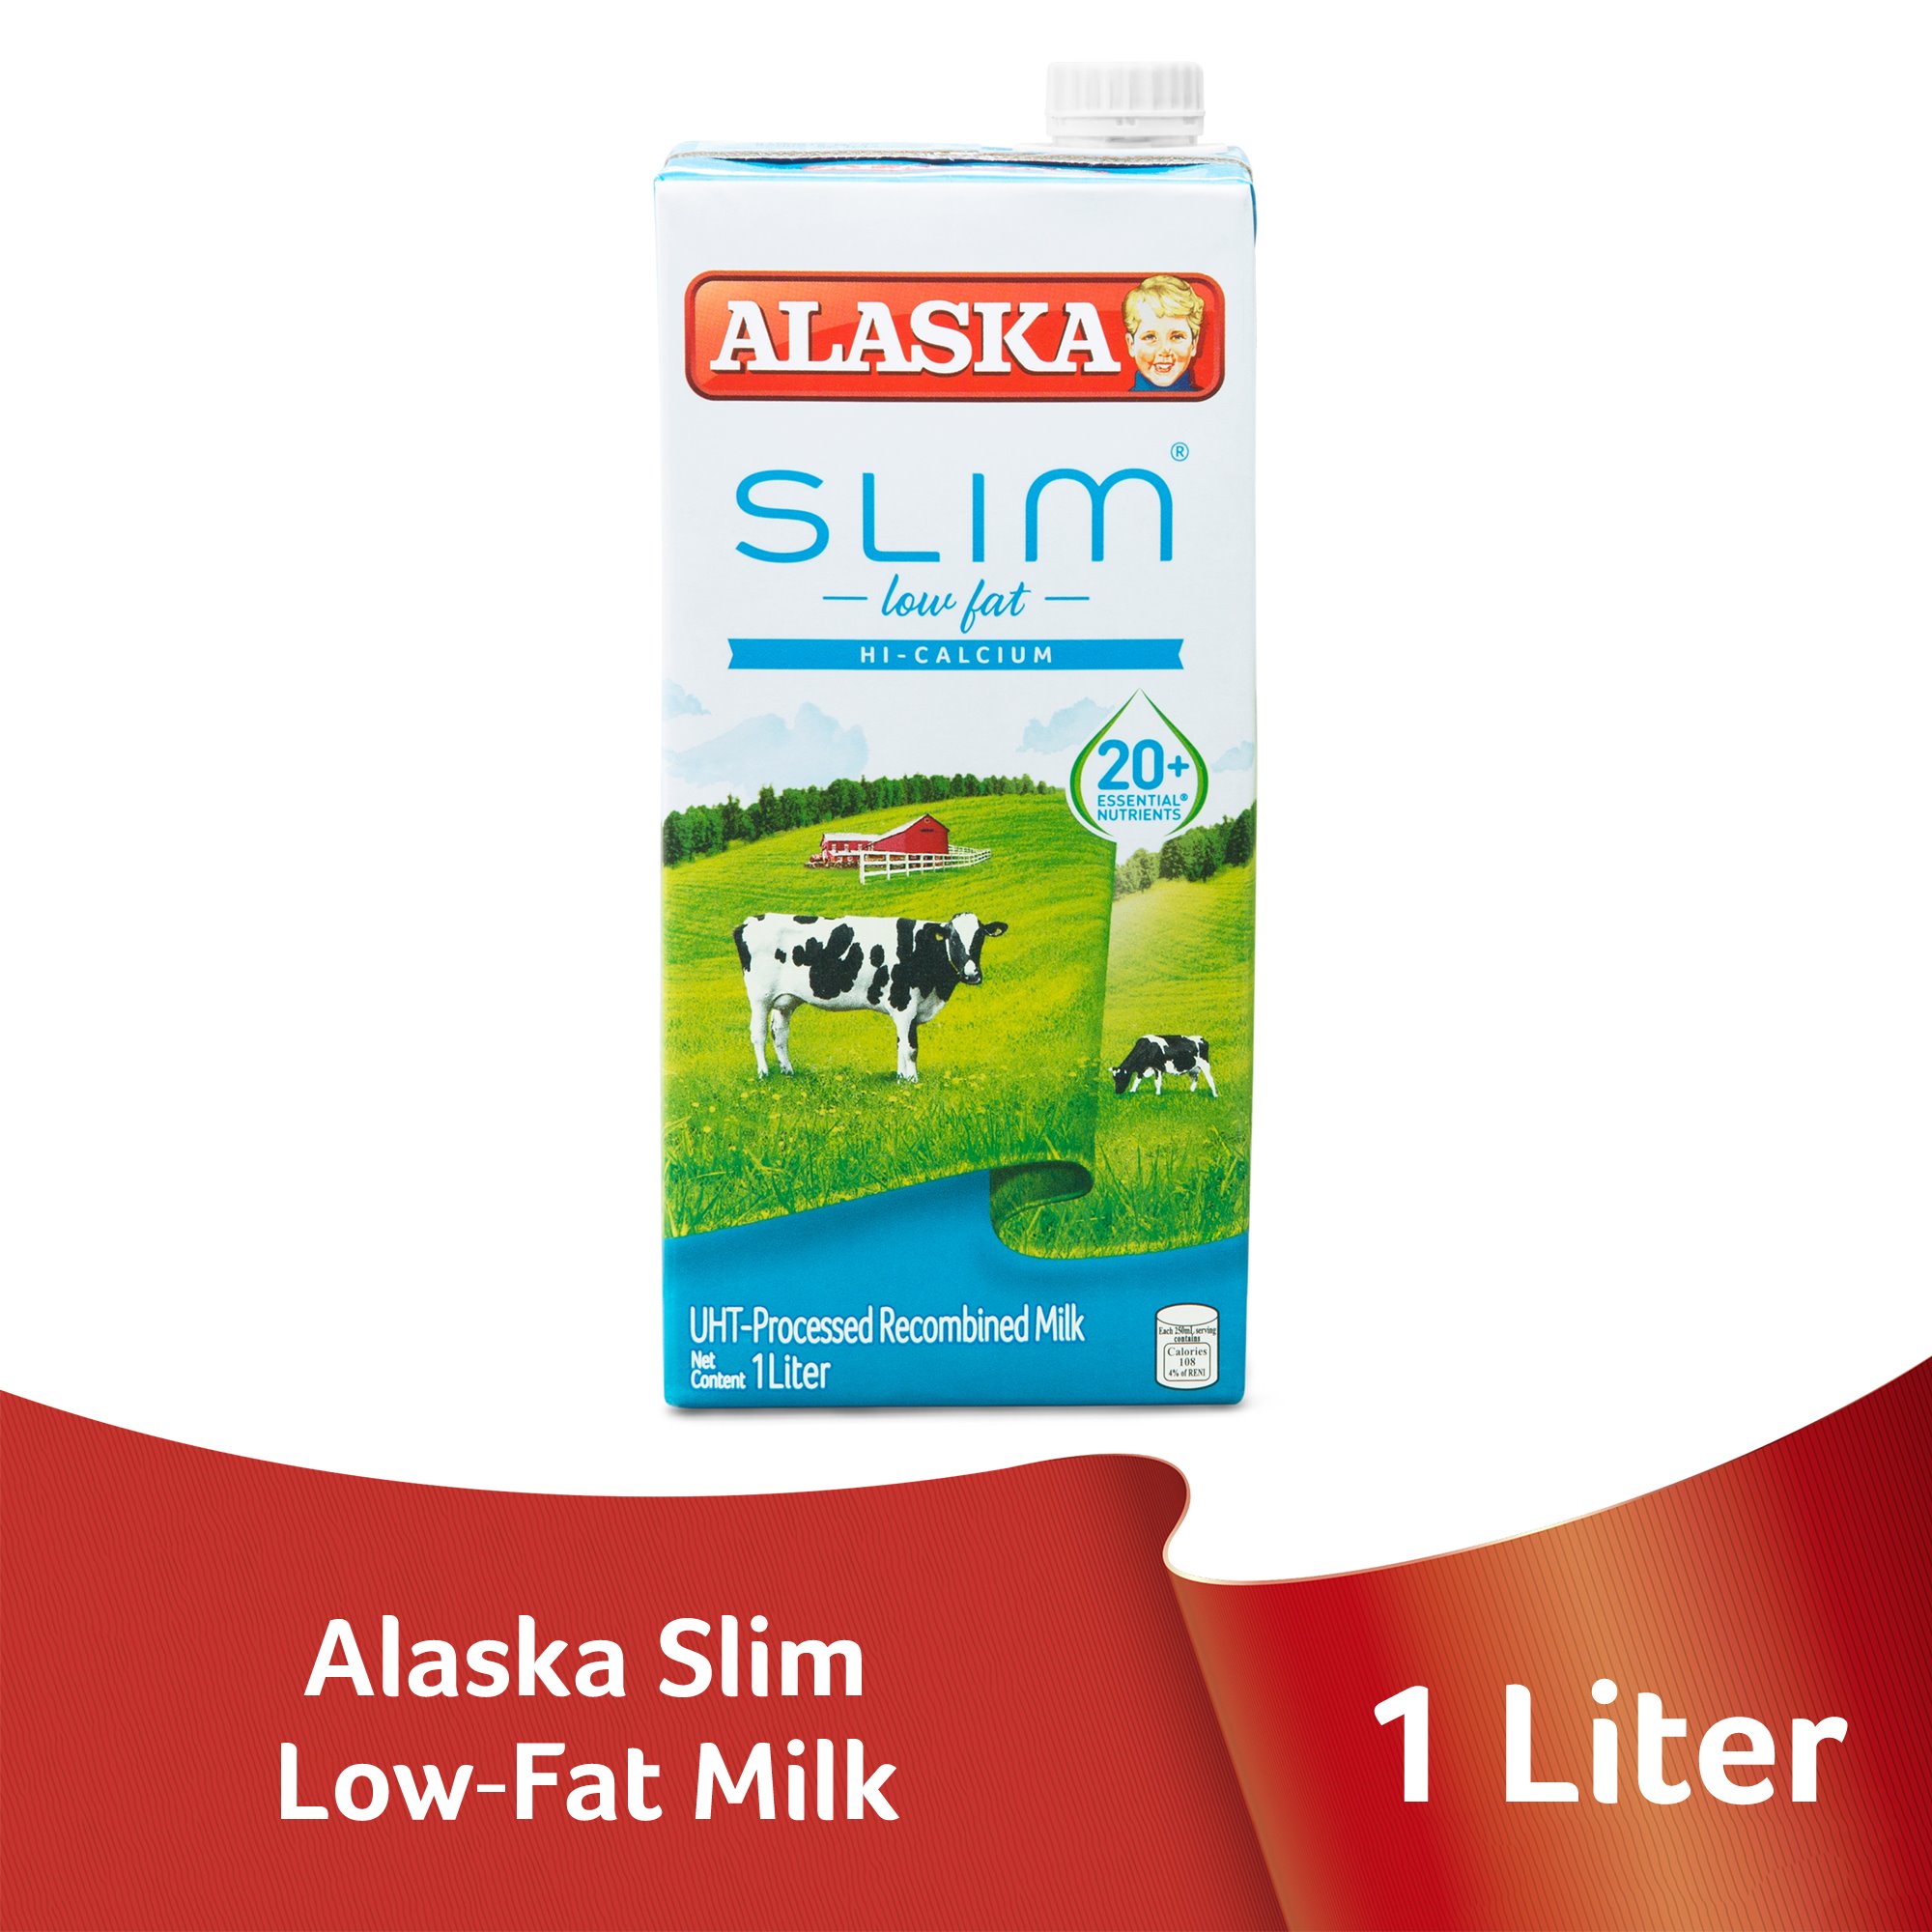 ALASKA
SLIM®
low fat
HI-CALCIUM
20+
ESSENTIAL®
NUTRIENTS
UHT-Processed Recombined Milk
Net
Content 1 Liter
Each 250mL serving
contains
Calories
108
4% of RENI
Alaska Slim
Low-Fat Milk
1 Liter